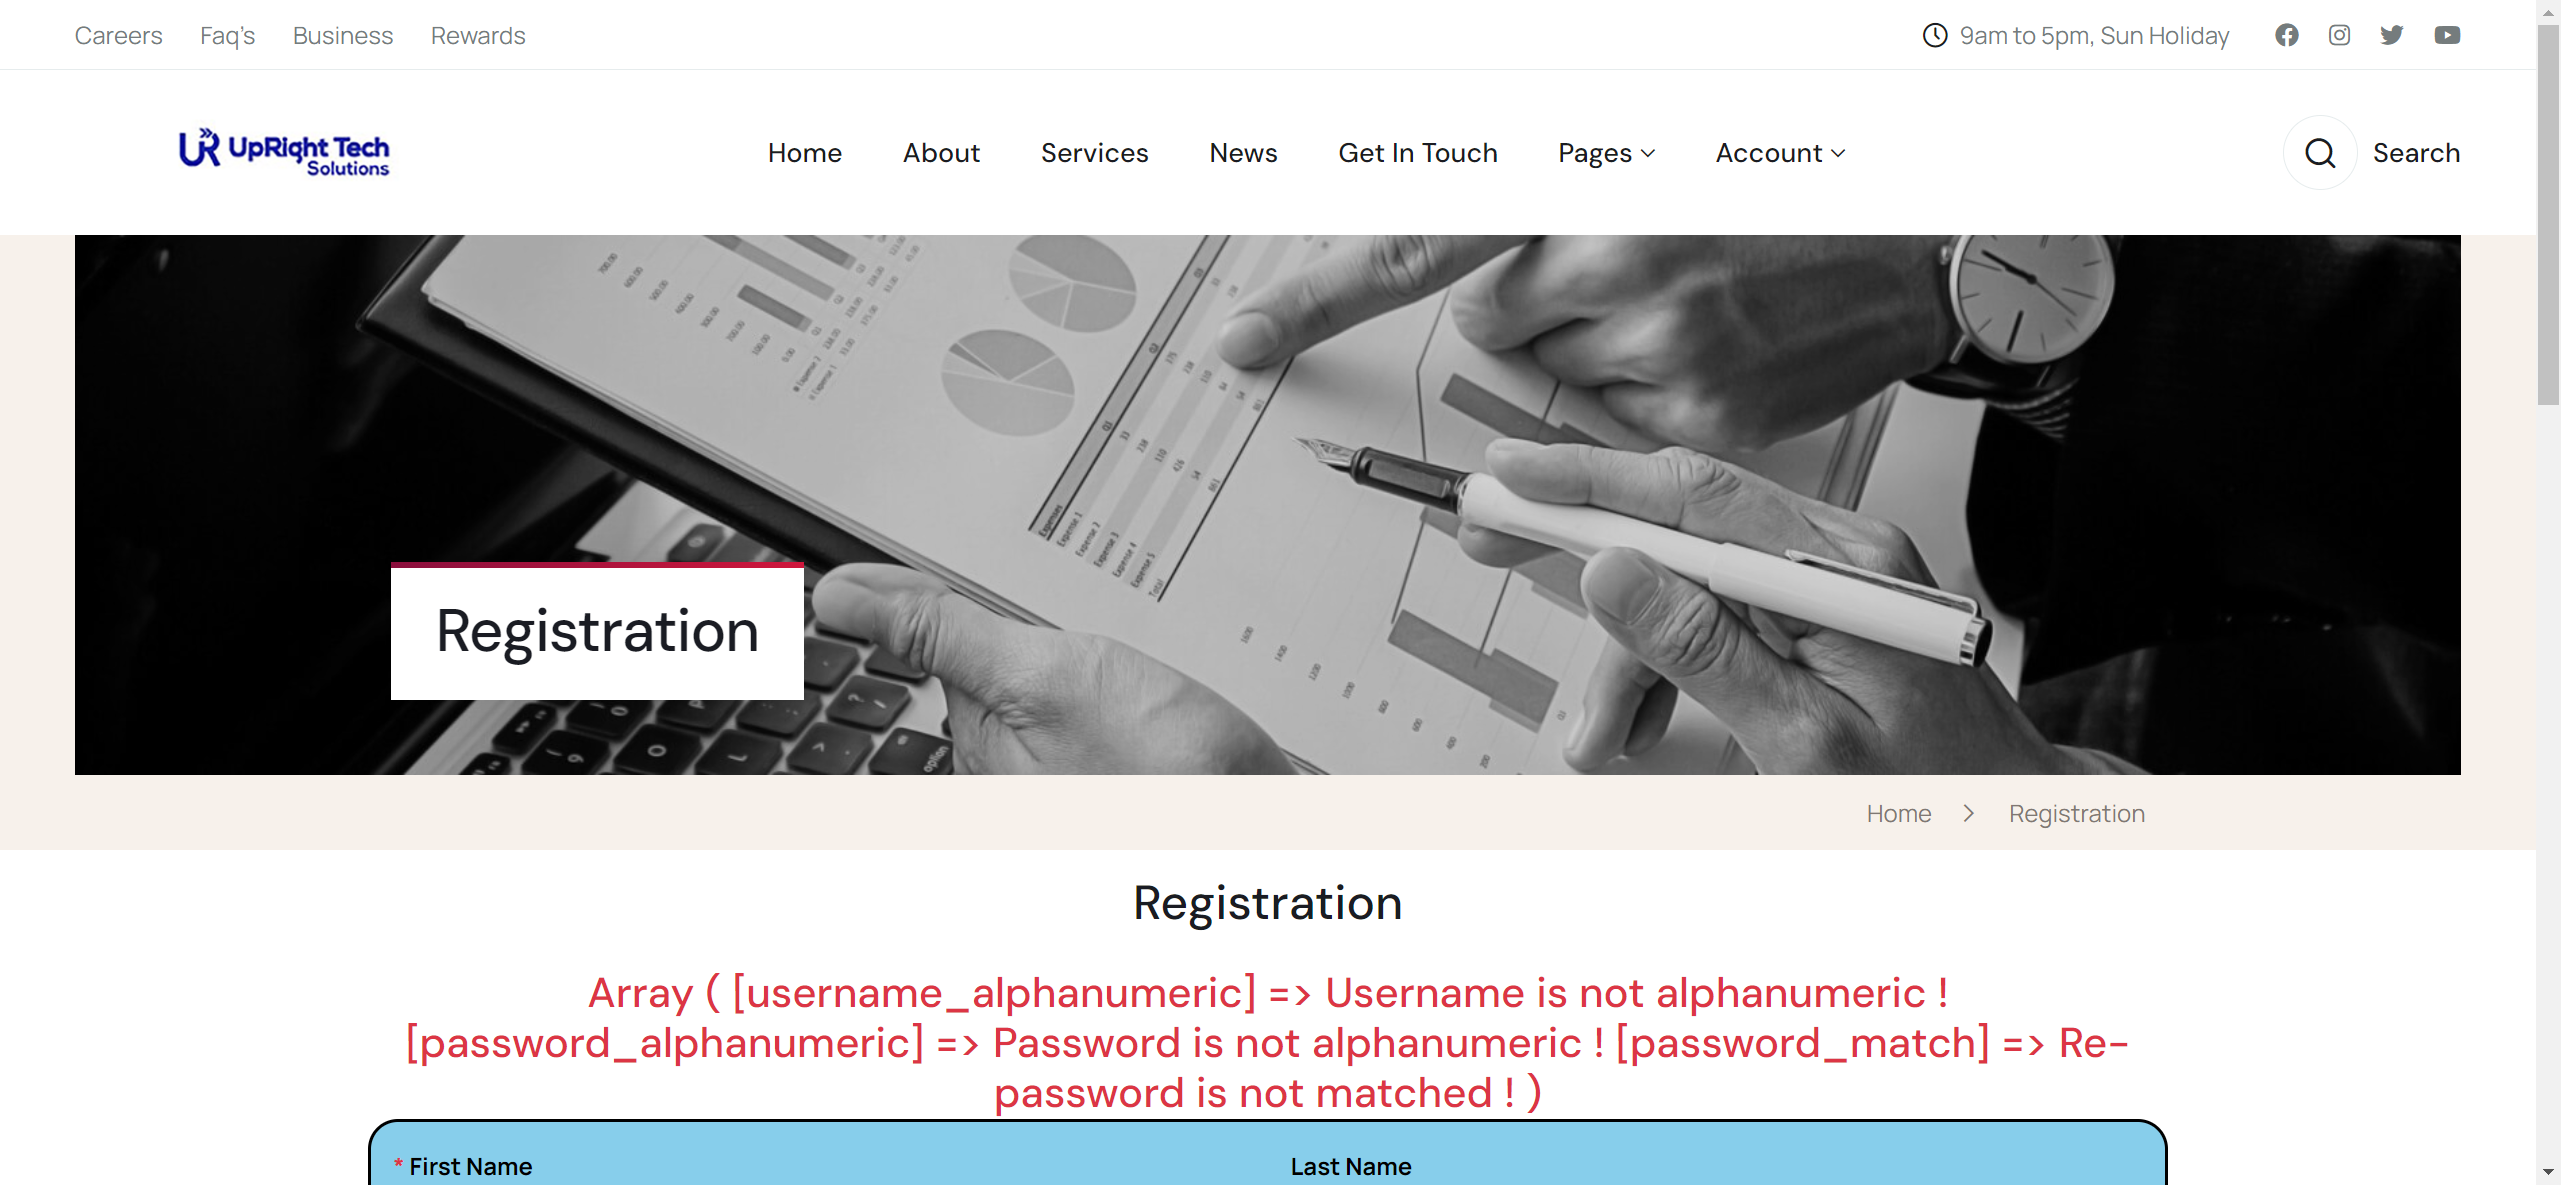 Careers Faq's Business Rewards 9am to 5pm, Sun Holiday
UR UpRight Tech
Solutions
Home About Services News Get In Touch Pages Account Search
Registration
Home > Registration
Registration
Array ( [username_alphanumeric] => Username is not alphanumeric !
[password_alphanumeric] => Password is not alphanumeric ! [password_match] => Re-
password is not matched ! )
* First Name Last Name